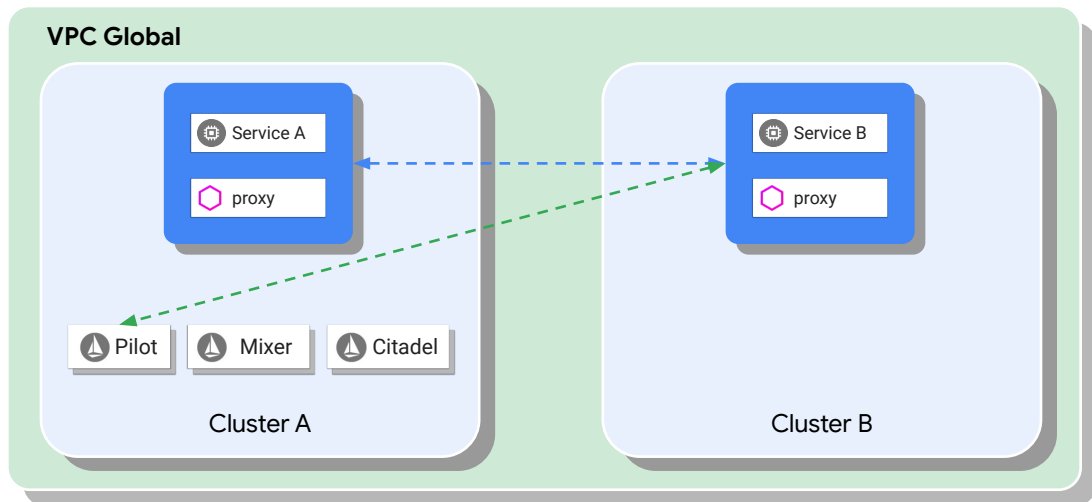 VPC Global
Service A
proxy
Pilot
Mixer
Citadel
Cluster A
Service B
proxy
Cluster B